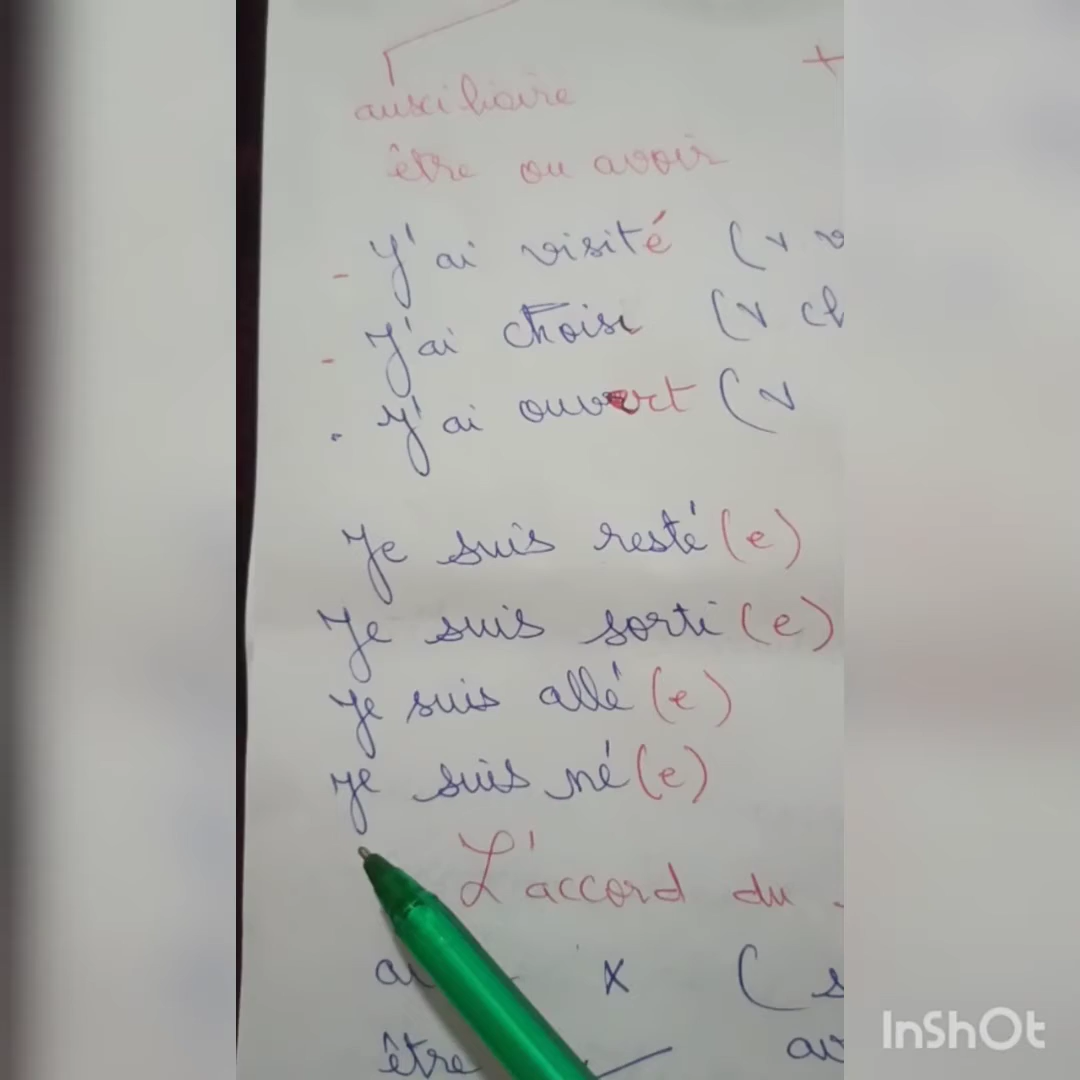 auxiliaire +
être ou avoir
- J'ai visité (v v
- J'ai choisi (v ch
. J'ai ouvert (v
Je suis resté(e)
Je suis sorti(e)
Je suis allé(e)
Je suis né(e)
L'accord du
x (s
être
InShOt